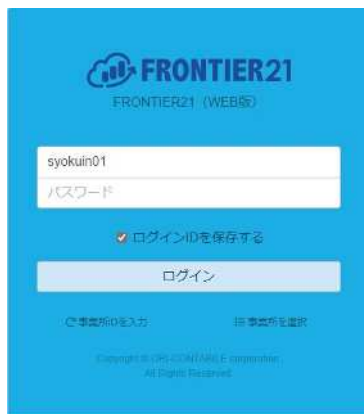 FRONTIER21
FRONTIER21 (WEB版)
syokuin01
パスワード
ログインIDを保存する
ログイン
事業所IDを入力
事業所を選択
Copyright ©
All Rights Reserved.